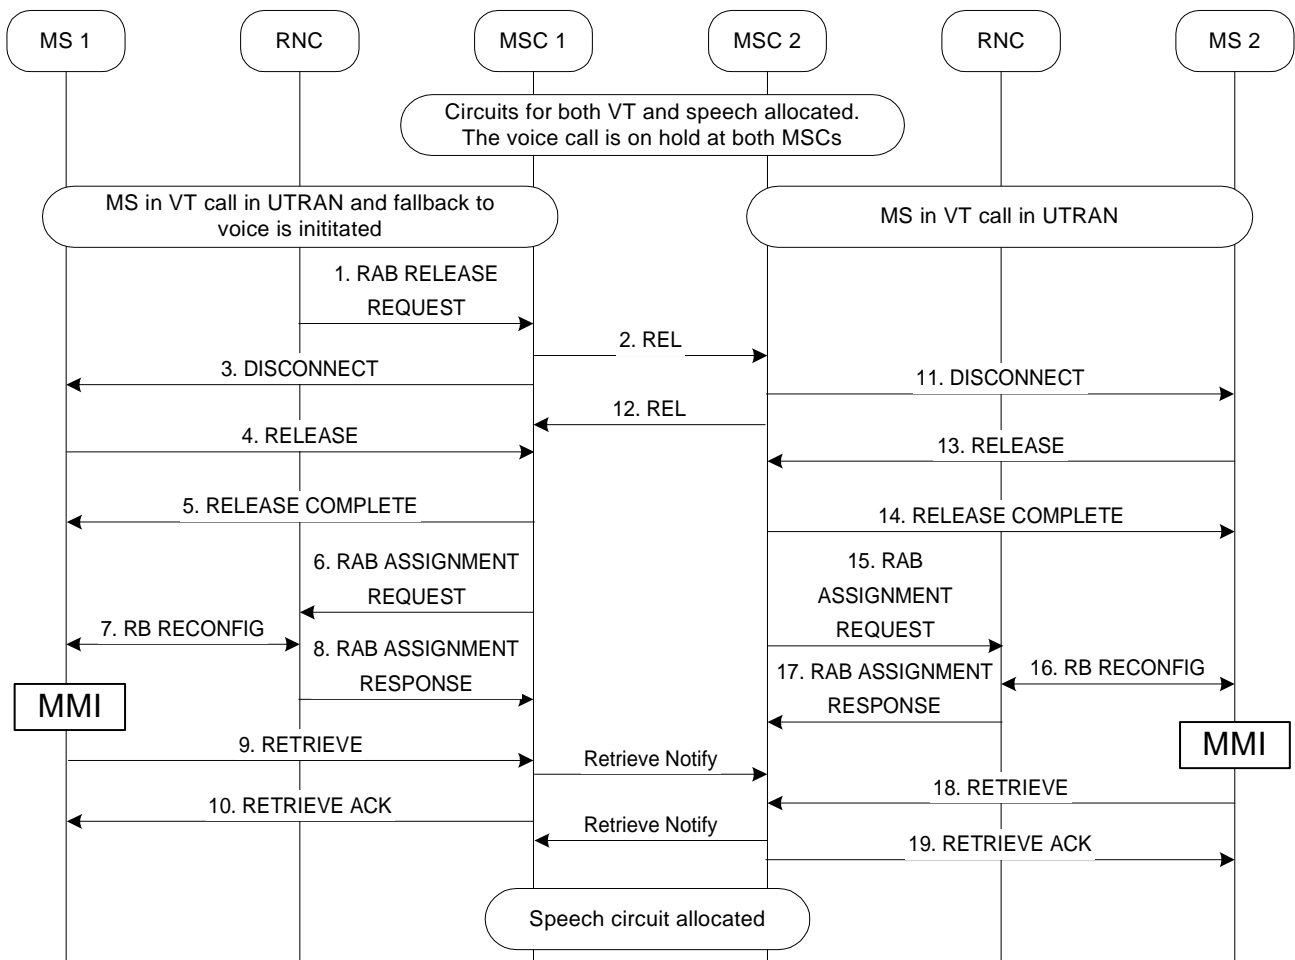 MS 1
RNC
MSC 1
MSC 2
RNC
MS 2
Circuits for both VT and speech allocated.
The voice call is on hold at both MSCs
MS in VT call in UTRAN and fallback to
voice is inititated
MS in VT call in UTRAN
1. RAB RELEASE
REQUEST
2. REL
3. DISCONNECT
11. DISCONNECT
12. REL
4. RELEASE
13. RELEASE
5. RELEASE COMPLETE
14. RELEASE COMPLETE
6. RAB ASSIGNMENT
REQUEST
15. RAB
ASSIGNMENT
REQUEST
7. RB RECONFIG
8. RAB ASSIGNMENT
RESPONSE
16. RB RECONFIG
17. RAB ASSIGNMENT
RESPONSE
MMI
MMI
9. RETRIEVE
Retrieve Notify
18. RETRIEVE
10. RETRIEVE ACK
Retrieve Notify
19. RETRIEVE ACK
Speech circuit allocated